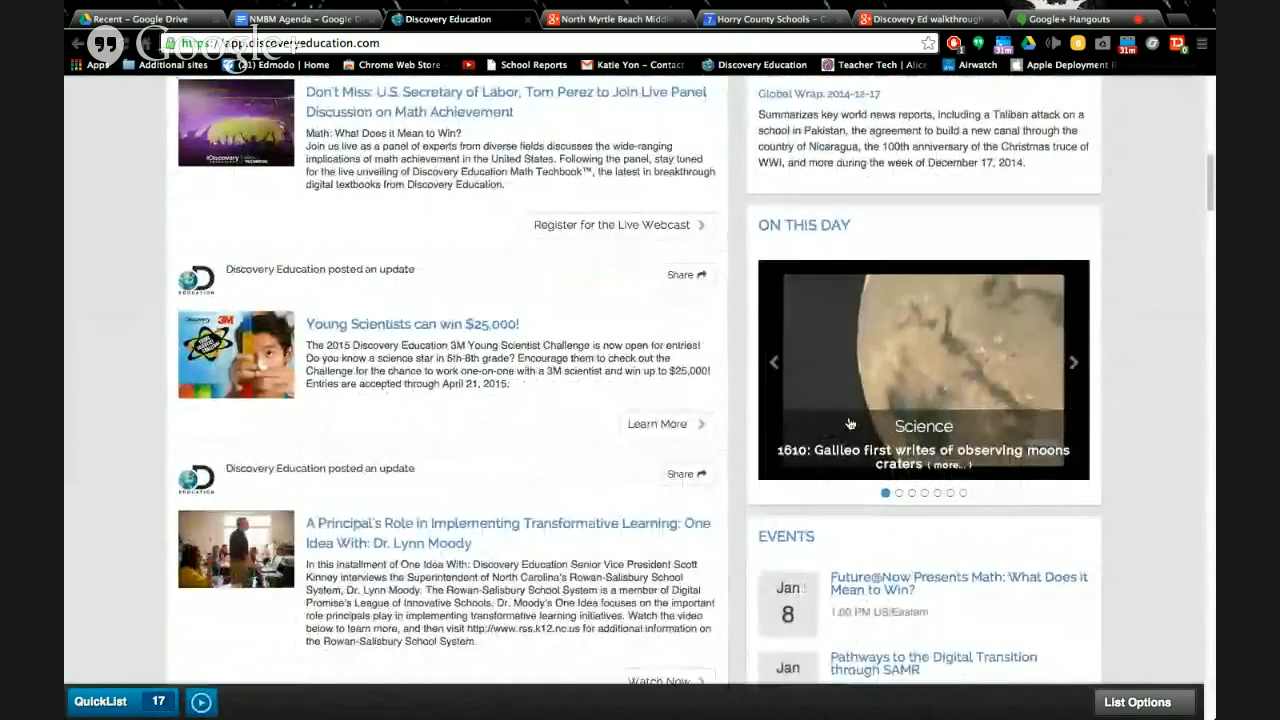 Recent – Google Drive
NMBM Agenda – Google D
Discovery Education
North Myrtle Beach Middle
Horry County Schools – Ca
Discovery Ed walkthrough
Google+ Hangouts
https://app.discoveryeducation.com
Google+
Apps
Additional sites
(31) Edmodo | Home
Chrome Web Store
School Reports
Katie Yon – Contact
Discovery Education
Teacher Tech | Alice
Airwatch
Apple Deployment P
Don't Miss: U.S. Secretary of Labor, Tom Perez to Join Live Panel
Discussion on Math Achievement
Math: What Does it Mean to Win?
Join us live as a panel of experts from diverse fields discusses the wide-ranging
implications of math achievement in the United States. Following the panel, stay tuned
for the live unveiling of Discovery Education Math Techbook™, the latest in breakthrough
digital textbooks from Discovery Education.
Register for the Live Webcast
Discovery Education posted an update
Share
EDUCATION
Young Scientists can win $25,000!
The 2015 Discovery Education 3M Young Scientist Challenge is now open for entries!
Do you know a science star in 5th-8th grade? Encourage them to check out the
Challenge for the chance to work one-on-one with a 3M scientist and win up to $25,000!
Entries are accepted through April 21, 2015.
3M
Learn More
Discovery Education posted an update
Share
EDUCATION
A Principal's Role in Implementing Transformative Learning: One
Idea With: Dr. Lynn Moody
In this installment of One Idea With: Discovery Education Senior Vice President Scott
Kinney interviews the Superintendent of North Carolina's Rowan-Salisbury School
System, Dr. Lynn Moody. The Rowan-Salisbury School System is a member of Digital
Promise's League of Innovative Schools. Dr. Moody's One Idea focuses on the important
role principals play in implementing transformative learning initiatives. Watch the video
below to learn more, and then visit http://www.rss.k12.nc.us for additional information on
the Rowan-Salisbury School System.
Watch Now
Global Wrap: 2014-12-17
Summarizes key world news reports, including a Taliban attack on a
school in Pakistan, the agreement to build a new canal through the
country of Nicaragua, the 100th anniversary of the Christmas truce of
WWI, and more during the week of December 17, 2014.
ON THIS DAY
Science
1610: Galileo first writes of observing moons
craters ( more... )
EVENTS
Jan
8
Future@Now Presents Math: What Does it
Mean to Win?
1:00 PM US/Eastern
Jan
Pathways to the Digital Transition
through SAMR
QuickList
17
List Options